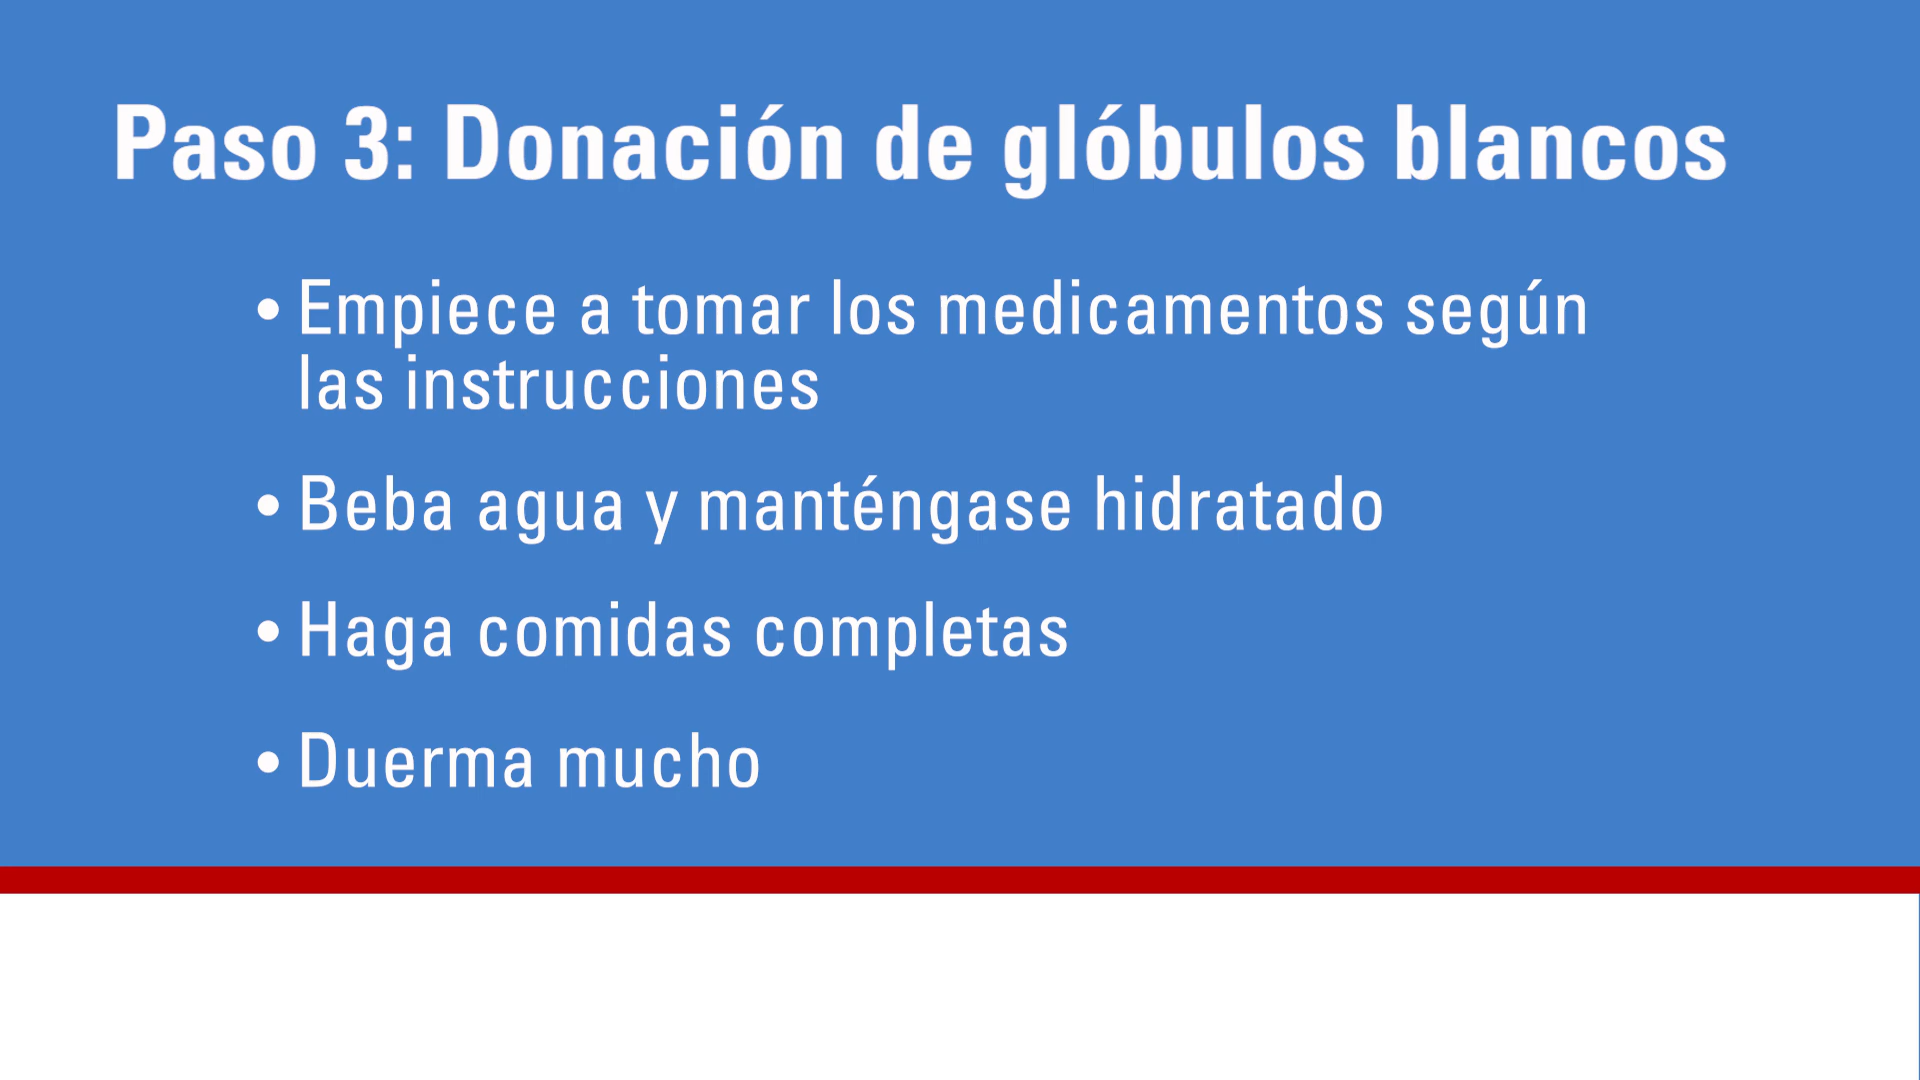 Paso 3: Donación de glóbulos blancos
• Empiece a tomar los medicamentos según
las instrucciones
• Beba agua y manténgase hidratado
• Haga comidas completas
• Duerma mucho